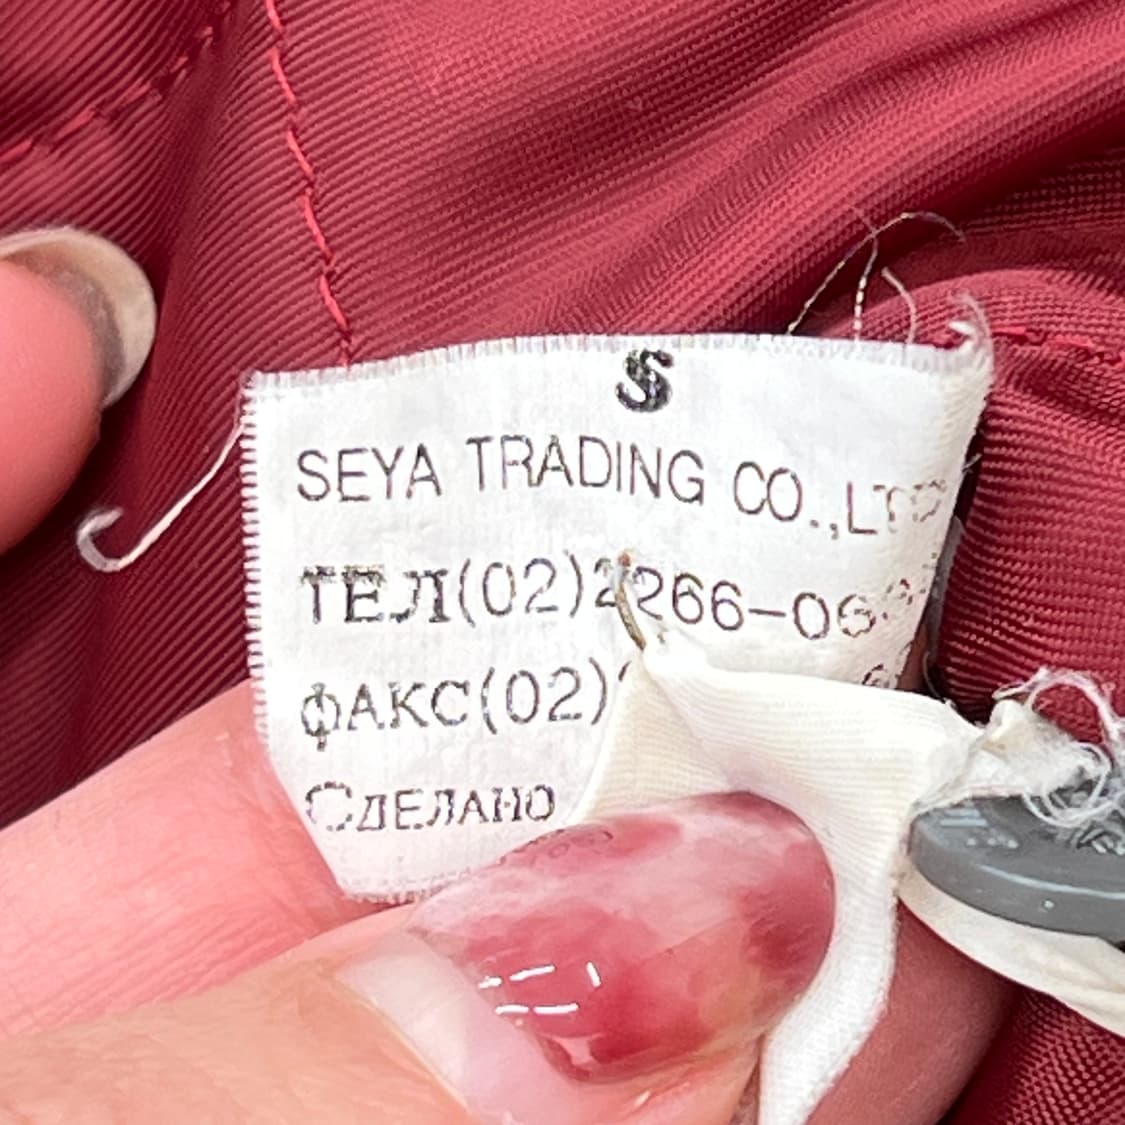 S
SEYA TRADING CO.,LTD
ТЕЛ(02)2266-06
ФАКС(02)
СДЕЛАНО